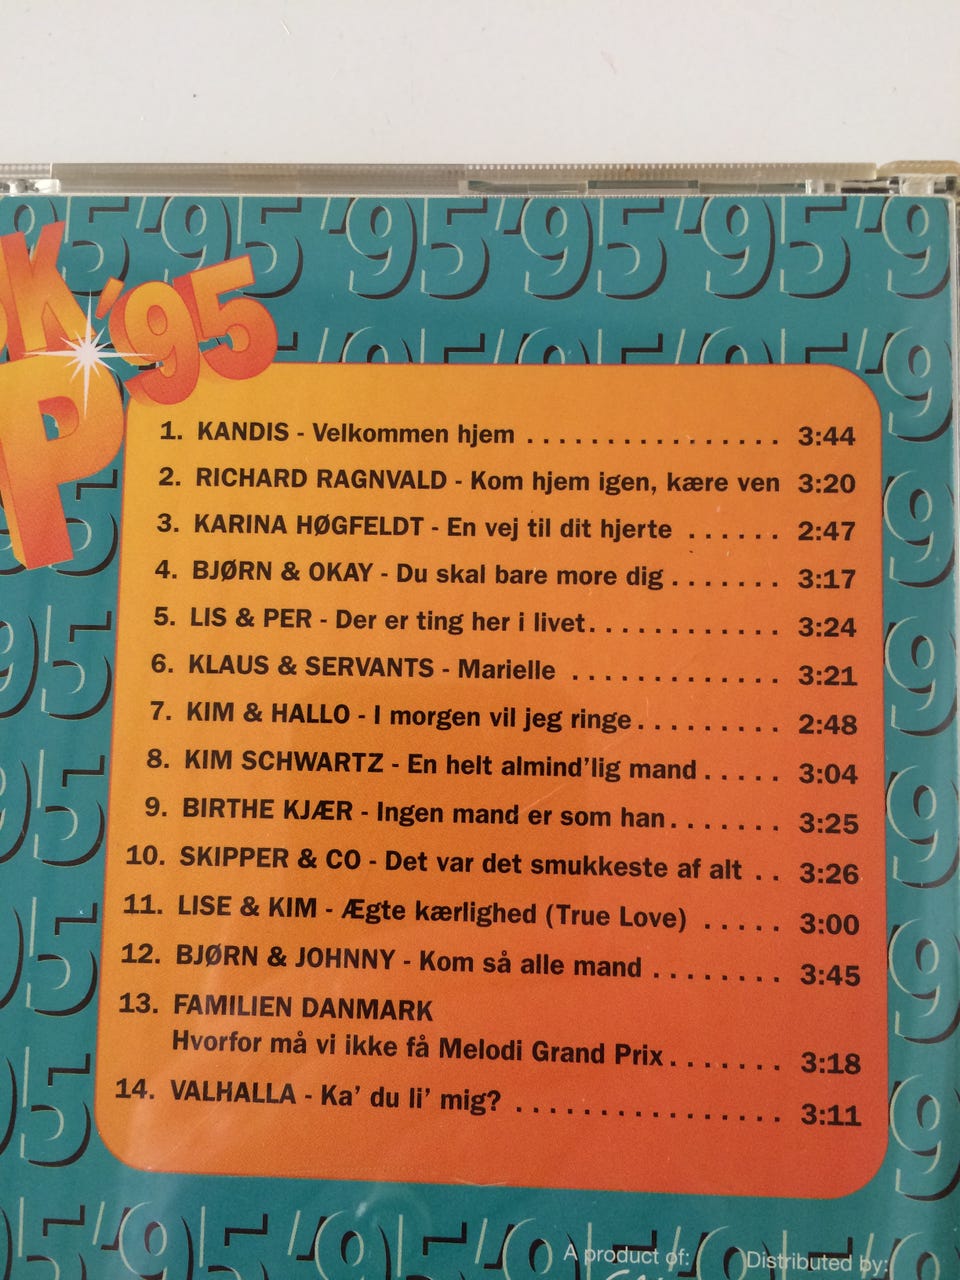 K '95
P
1. KANDIS - Velkommen hjem . . . . . . . . . . . . . . . . 3:44
2. RICHARD RAGNVALD - Kom hjem igen, kære ven 3:20
3. KARINA HØGFELDT - En vej til dit hjerte . . . . . . 2:47
4. BJØRN & OKAY - Du skal bare more dig . . . . . . . 3:17
5. LIS & PER - Der er ting her i livet. . . . . . . . . . . . 3:24
6. KLAUS & SERVANTS - Marielle . . . . . . . . . . . . . 3:21
7. KIM & HALLO - I morgen vil jeg ringe. . . . . . . . . 2:48
8. KIM SCHWARTZ - En helt almind'lig mand . . . . . 3:04
9. BIRTHE KJÆR - Ingen mand er som han. . . . . . . 3:25
10. SKIPPER & CO - Det var det smukkeste af alt . . 3:26
11. LISE & KIM - Ægte kærlighed (True Love) . . . . . 3:00
12. BJØRN & JOHNNY - Kom så alle mand . . . . . . . . 3:45
13. FAMILIEN DANMARK
Hvorfor må vi ikke få Melodi Grand Prix. . . . . . . 3:18
14. VALHALLA - Ka' du li' mig? . . . . . . . . . . . . . . . . 3:11
A product of: Distributed by: